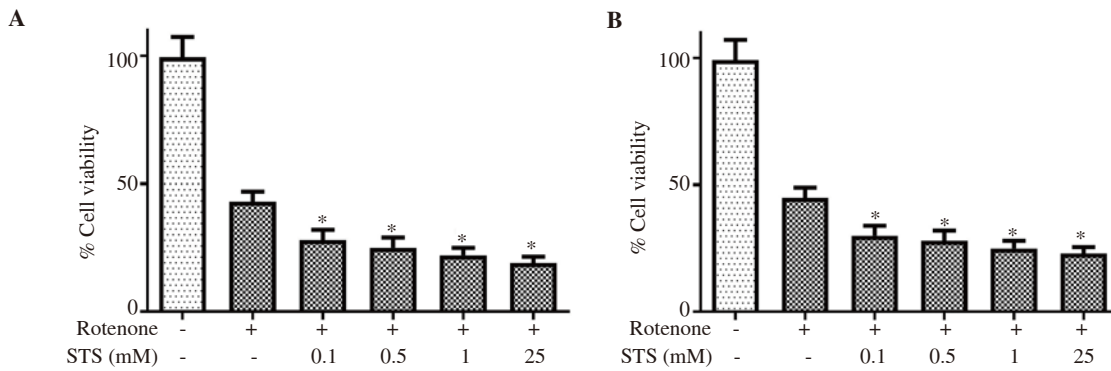 A
B
100
50
0
% Cell viability
* * * *
Rotenone - + + + + +
STS (mM) - - 0.1 0.5 1 25
100
50
0
% Cell viability
* * * *
Rotenone - + + + + +
STS (mM) - - 0.1 0.5 1 25